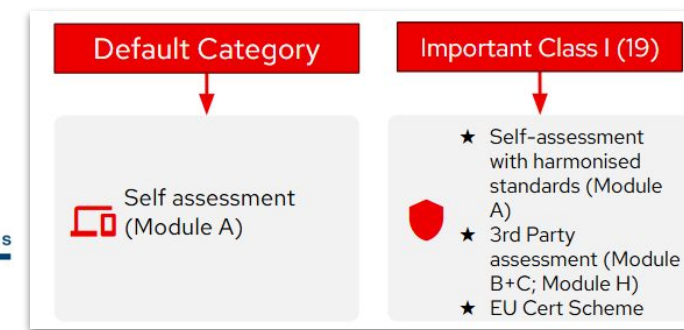 Default Category
Self assessment
(Module A)
Important Class I (19)
★ Self-assessment
with harmonised
standards (Module
A)
★ 3rd Party
assessment (Module
B+C; Module H)
★ EU Cert Scheme
s